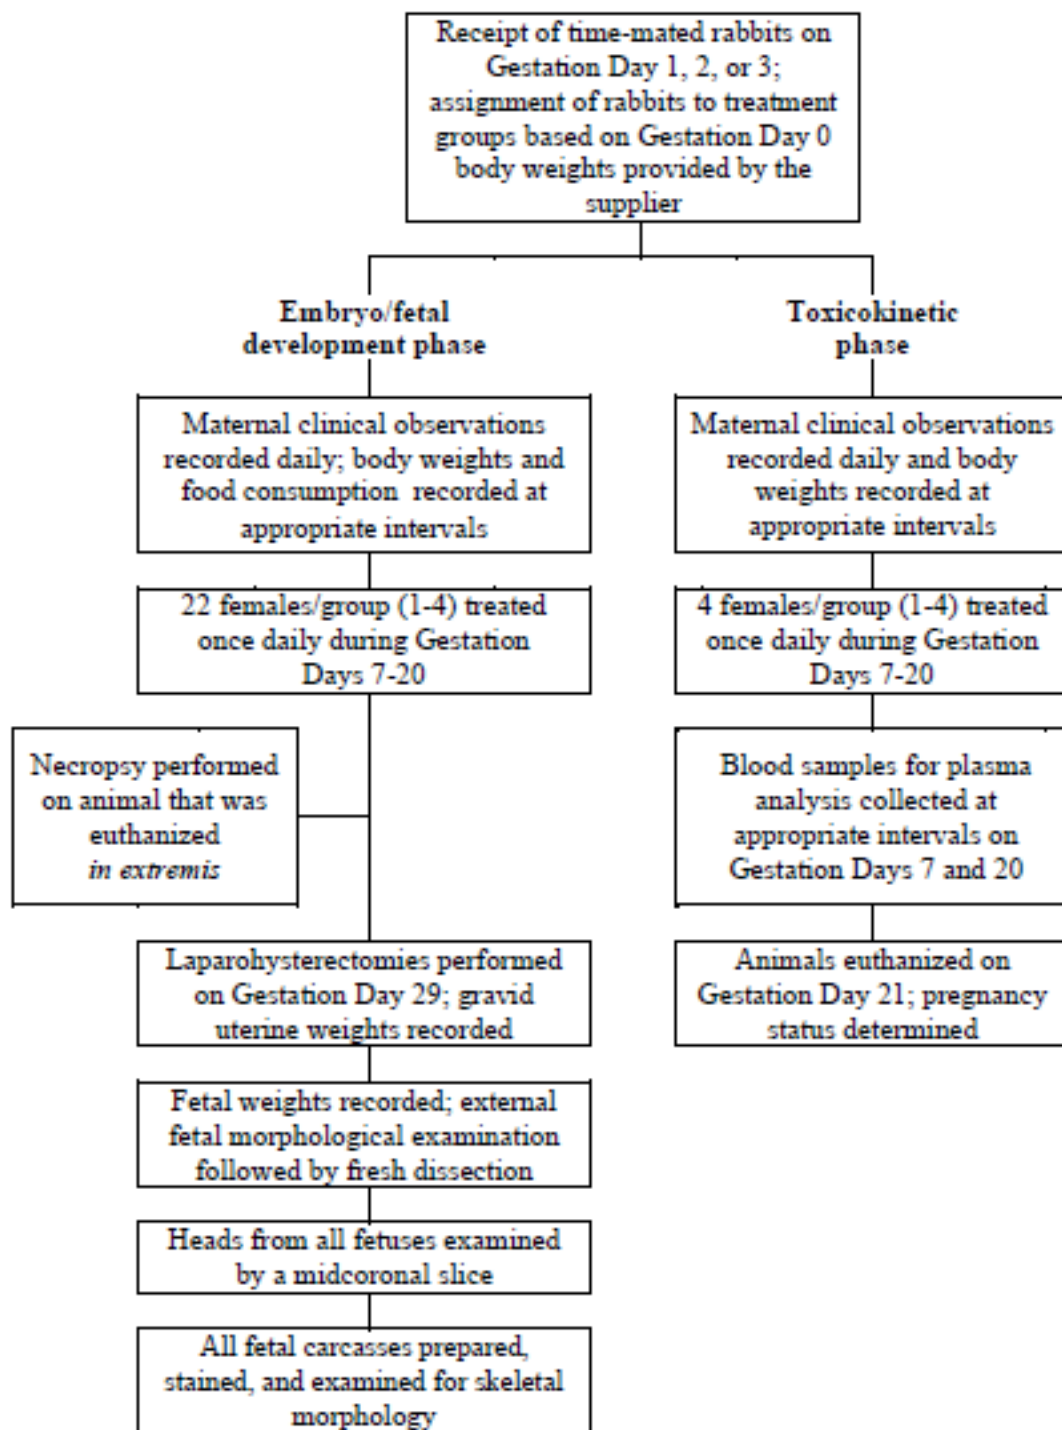 Receipt of time-mated rabbits on
Gestation Day 1, 2, or 3;
assignment of rabbits to treatment
groups based on Gestation Day 0
body weights provided by the
supplier
Embryo/fetal
development phase
Maternal clinical observations
recorded daily; body weights and
food consumption recorded at
appropriate intervals
22 females/group (1-4) treated
once daily during Gestation
Days 7-20
Necropsy performed
on animal that was
euthanized
in extremis
Laparohysterectomies performed
on Gestation Day 29; gravid
uterine weights recorded
Fetal weights recorded; external
fetal morphological examination
followed by fresh dissection
Heads from all fetuses examined
by a midcoronal slice
All fetal carcasses prepared,
stained, and examined for skeletal
morphology
Toxicokinetic
phase
Maternal clinical observations
recorded daily and body
weights recorded at
appropriate intervals
4 females/group (1-4) treated
once daily during Gestation
Days 7-20
Blood samples for plasma
analysis collected at
appropriate intervals on
Gestation Days 7 and 20
Animals euthanized on
Gestation Day 21; pregnancy
status determined